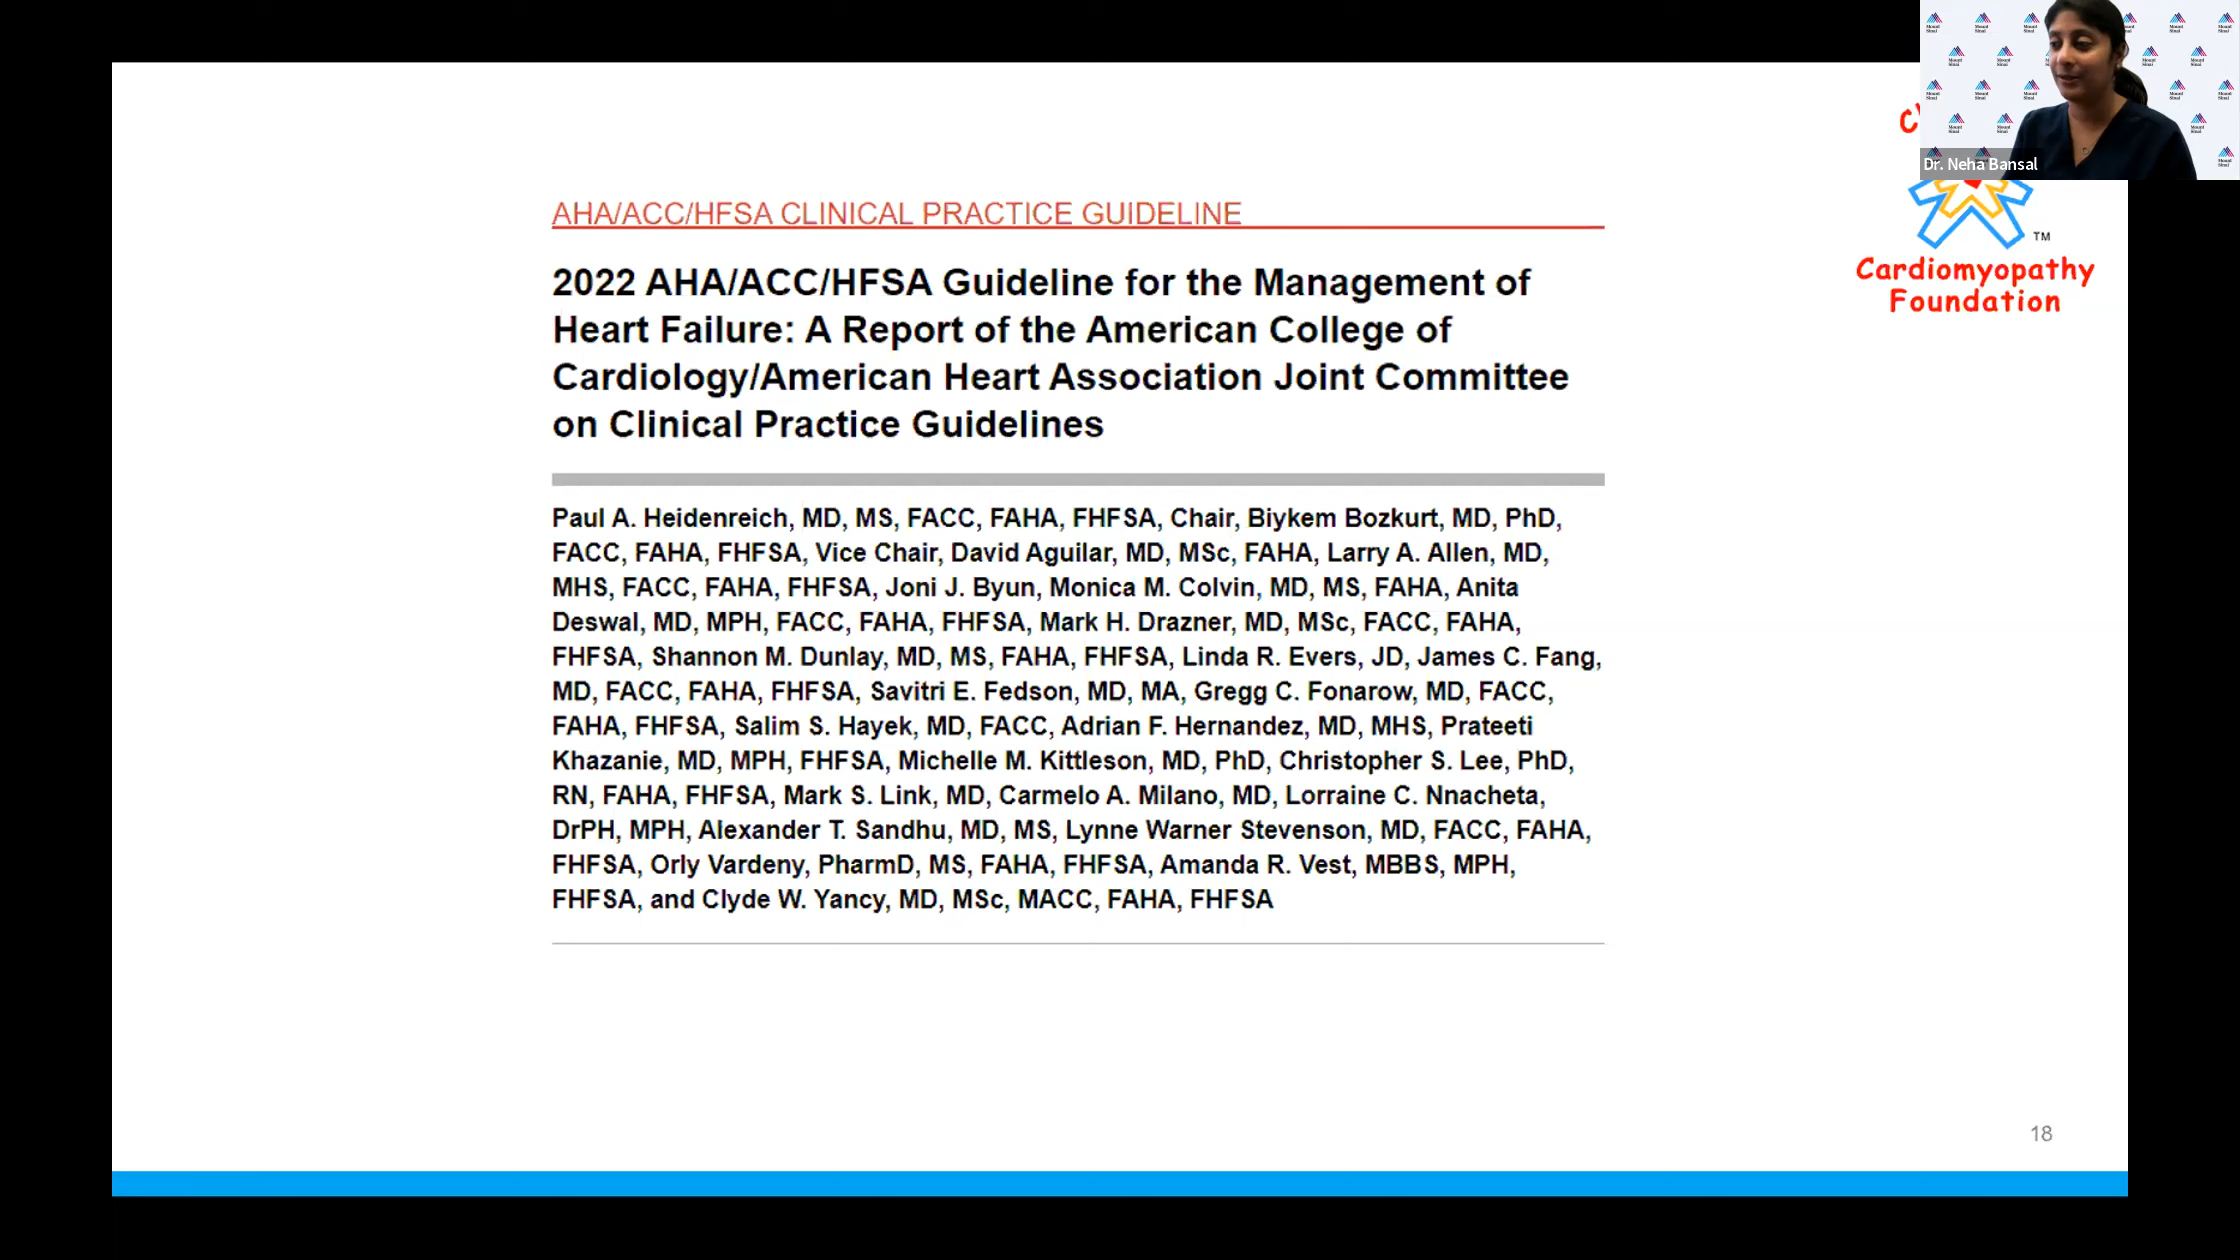 AHA/ACC/HFSA CLINICAL PRACTICE GUIDELINE
2022 AHA/ACC/HFSA Guideline for the Management of
Heart Failure: A Report of the American College of
Cardiology/American Heart Association Joint Committee
on Clinical Practice Guidelines
Paul A. Heidenreich, MD, MS, FACC, FAHA, FHFSA, Chair, Biykem Bozkurt, MD, PhD,
FACC, FAHA, FHFSA, Vice Chair, David Aguilar, MD, MSc, FAHA, Larry A. Allen, MD,
MHS, FACC, FAHA, FHFSA, Joni J. Byun, Monica M. Colvin, MD, MS, FAHA, Anita
Deswal, MD, MPH, FACC, FAHA, FHFSA, Mark H. Drazner, MD, MSc, FACC, FAHA,
FHFSA, Shannon M. Dunlay, MD, MS, FAHA, FHFSA, Linda R. Evers, JD, James C. Fang,
MD, FACC, FAHA, FHFSA, Savitri E. Fedson, MD, MA, Gregg C. Fonarow, MD, FACC,
FAHA, FHFSA, Salim S. Hayek, MD, FACC, Adrian F. Hernandez, MD, MHS, Prateeti
Khazanie, MD, MPH, FHFSA, Michelle M. Kittleson, MD, PhD, Christopher S. Lee, PhD,
RN, FAHA, FHFSA, Mark S. Link, MD, Carmelo A. Milano, MD, Lorraine C. Nnacheta,
DrPH, MPH, Alexander T. Sandhu, MD, MS, Lynne Warner Stevenson, MD, FACC, FAHA,
FHFSA, Orly Vardeny, PharmD, MS, FAHA, FHFSA, Amanda R. Vest, MBBS, MPH,
FHFSA, and Clyde W. Yancy, MD, MSc, MACC, FAHA, FHFSA
Dr. Neha Bansal
Mount
Sinai
TM
Cardiomyopathy
Foundation
18